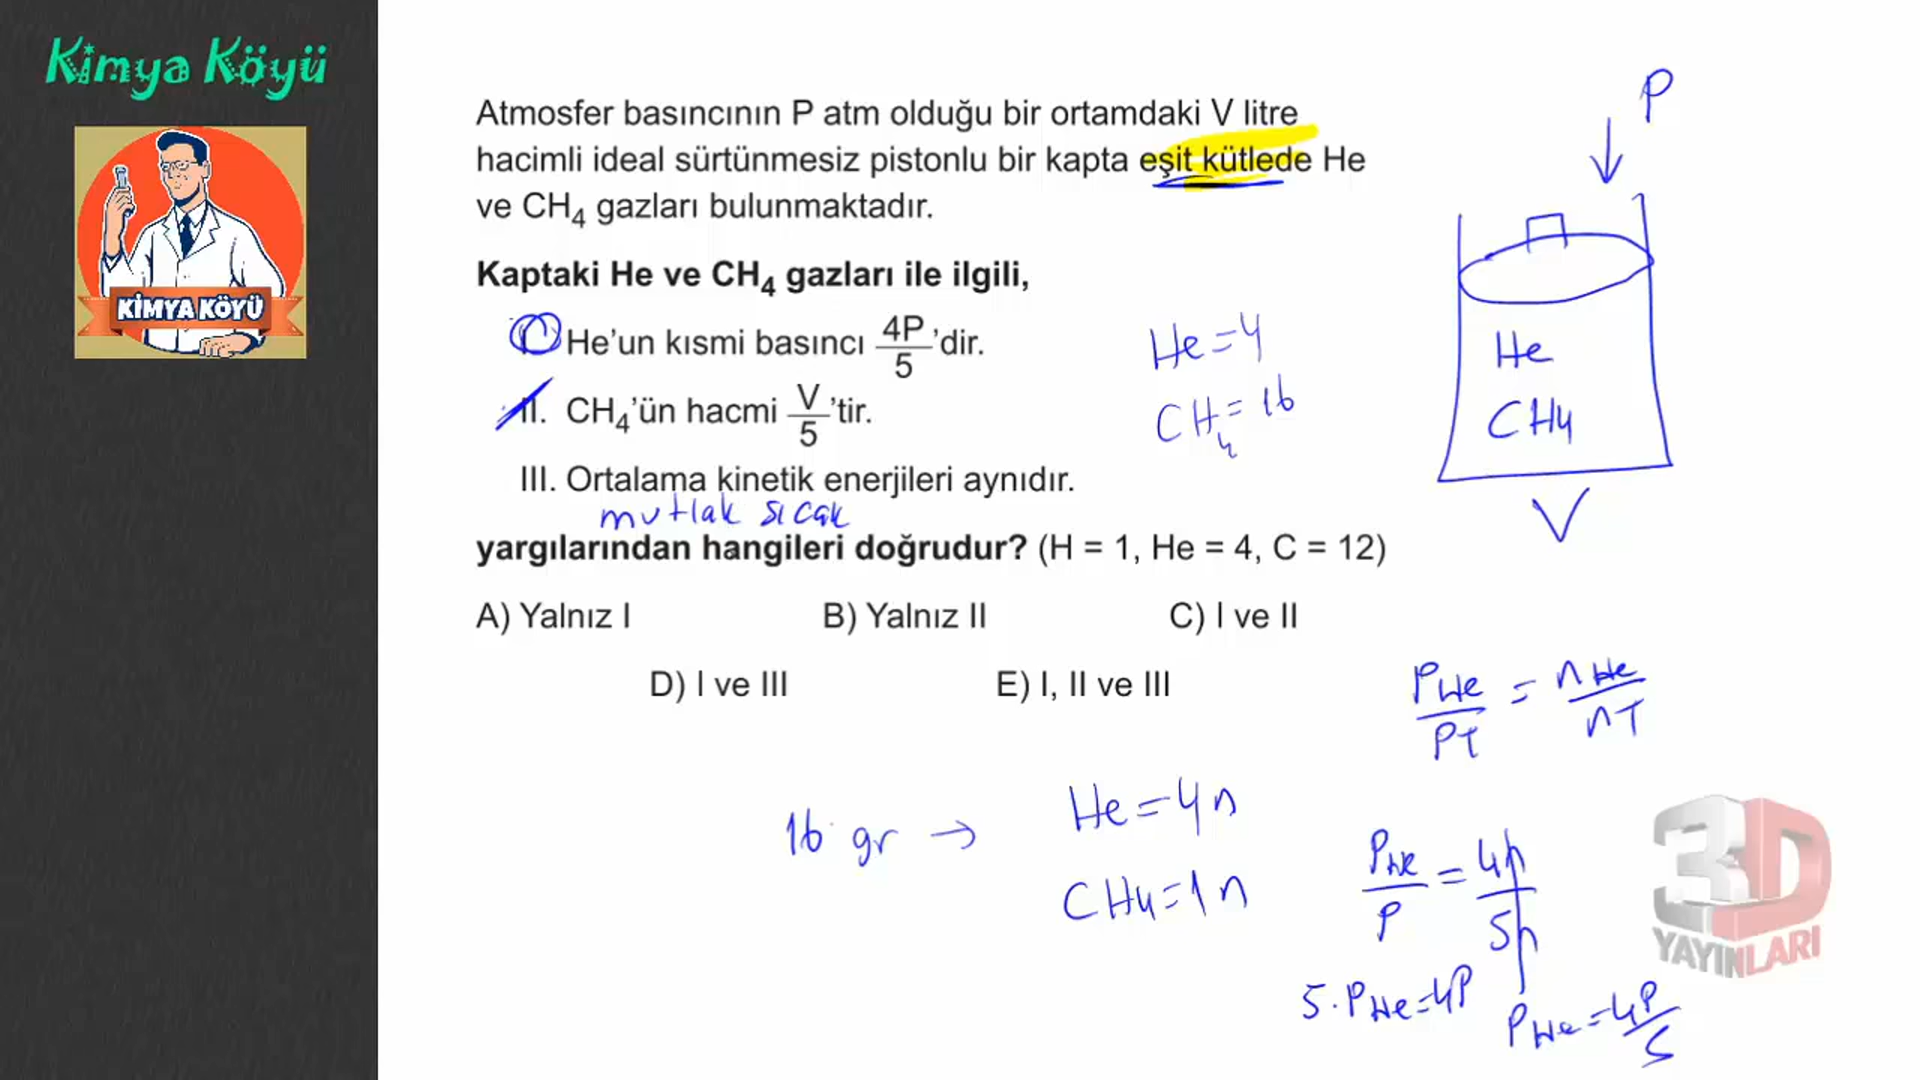 Kimya Köyü
KİMYA KÖYÜ
Atmosfer basıncının P atm olduğu bir ortamdaki V litre
hacimli ideal sürtünmesiz pistonlu bir kapta eşit kütlede He
ve CH₄ gazları bulunmaktadır.
Kaptaki He ve CH₄ gazları ile ilgili,
I. He’un kısmi basıncı 4P/5 ’dir.
II. CH₄’ün hacmi V/5 ’tir.
III. Ortalama kinetik enerjileri aynıdır.
mutlak sıcak
yargılarından hangileri doğrudur? (H = 1, He = 4, C = 12)
A) Yalnız I B) Yalnız II C) I ve II
D) I ve III E) I, II ve III
He = 4
CH₄ = 16
P
He
CH4
V
16 gr →
He = 4n
CH4 = 1n
PHe/PT = nHe/nT
PHe/P = 4n/5n
5.PHe = 4P
PHe = 4P/5
3D
YAYINLARI